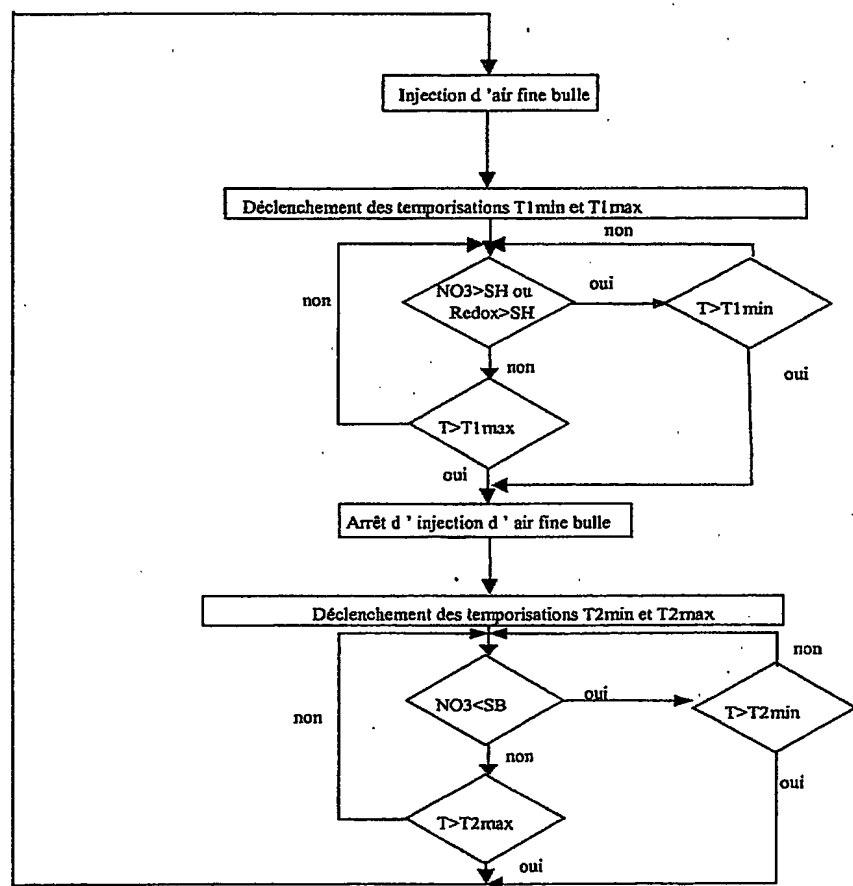 Injection d 'air fine bulle
Déclenchement des temporisations T1min et T1max
non
NO3>SH ou
Redox>SH
oui
T>T1min
non
non
oui
T>T1max
oui
Arrêt d ' injection d ' air fine bulle
Déclenchement des temporisations T2min et T2max
non
NO3<SB
oui
T>T2min
non
non
oui
T>T2max
oui